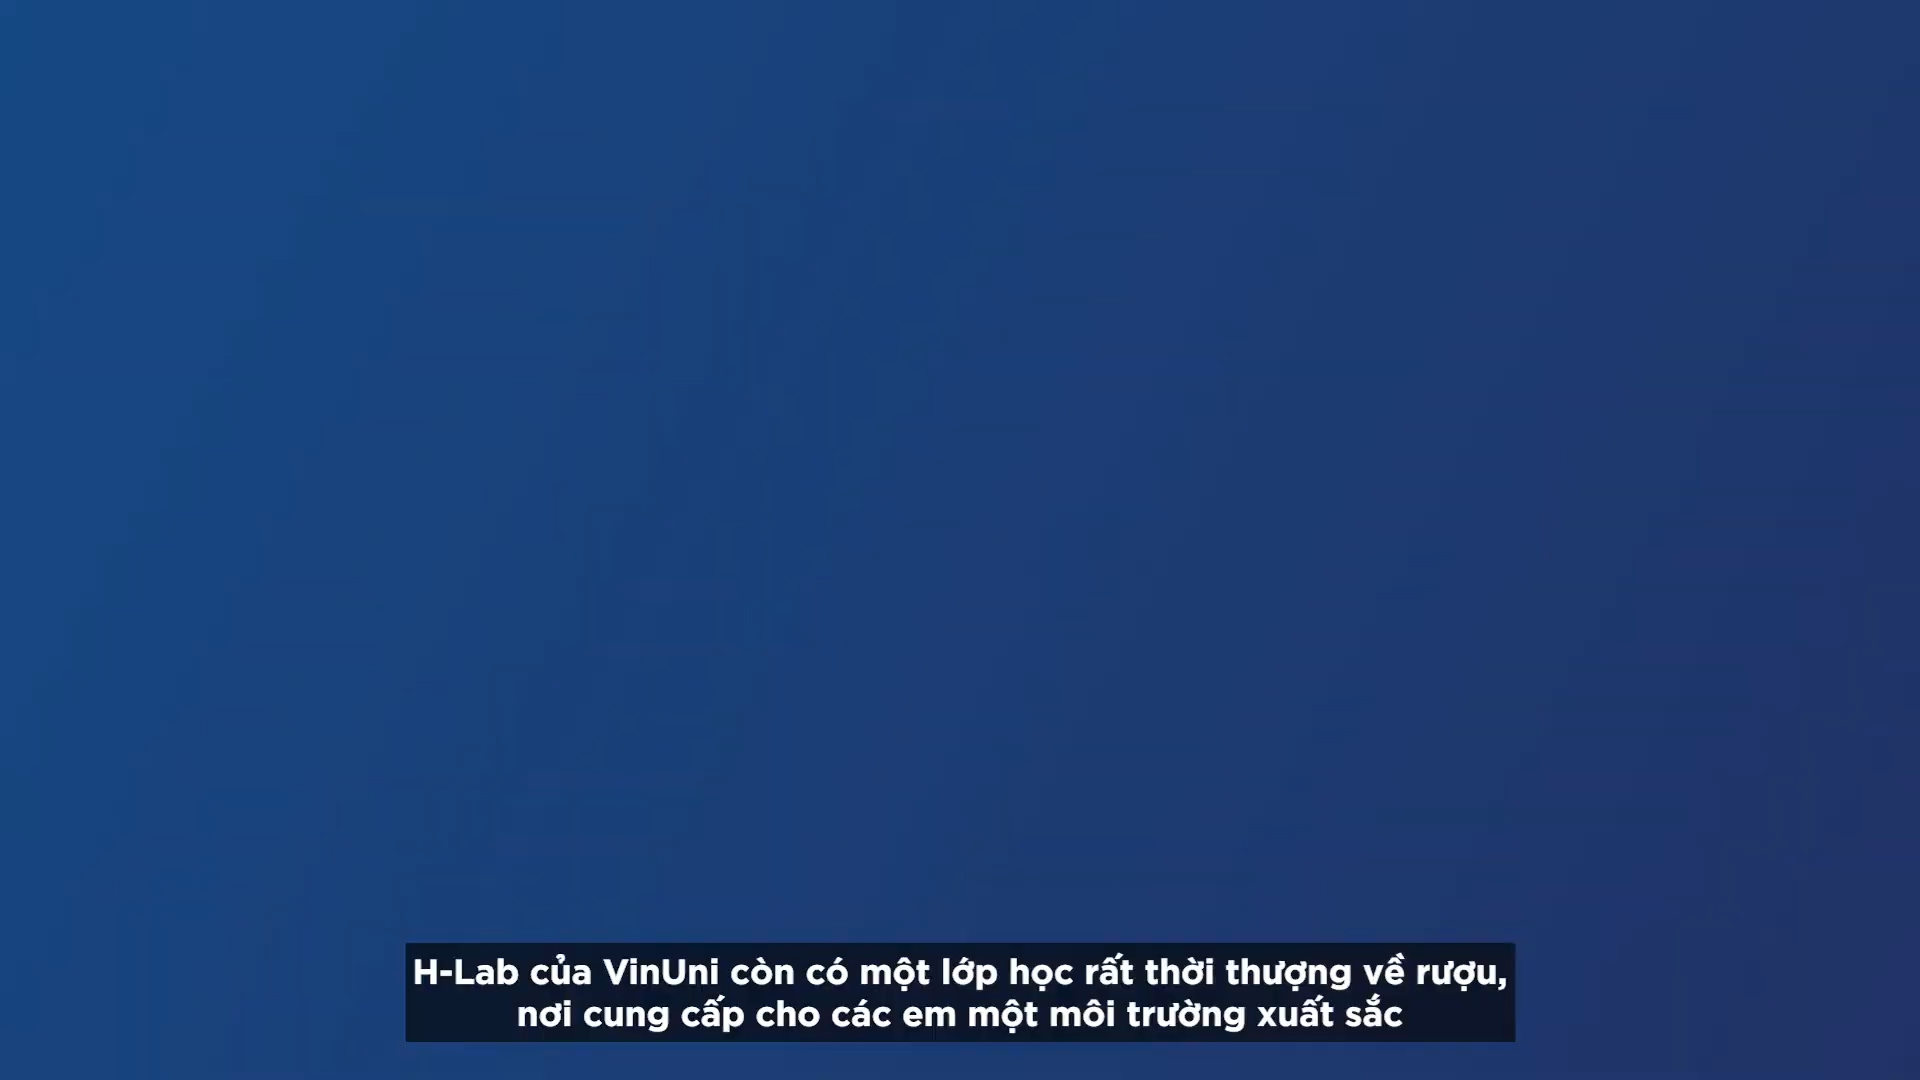 H-Lab của VinUni còn có một lớp học rất thời thượng về rượu,
nơi cung cấp cho các em một môi trường xuất sắc